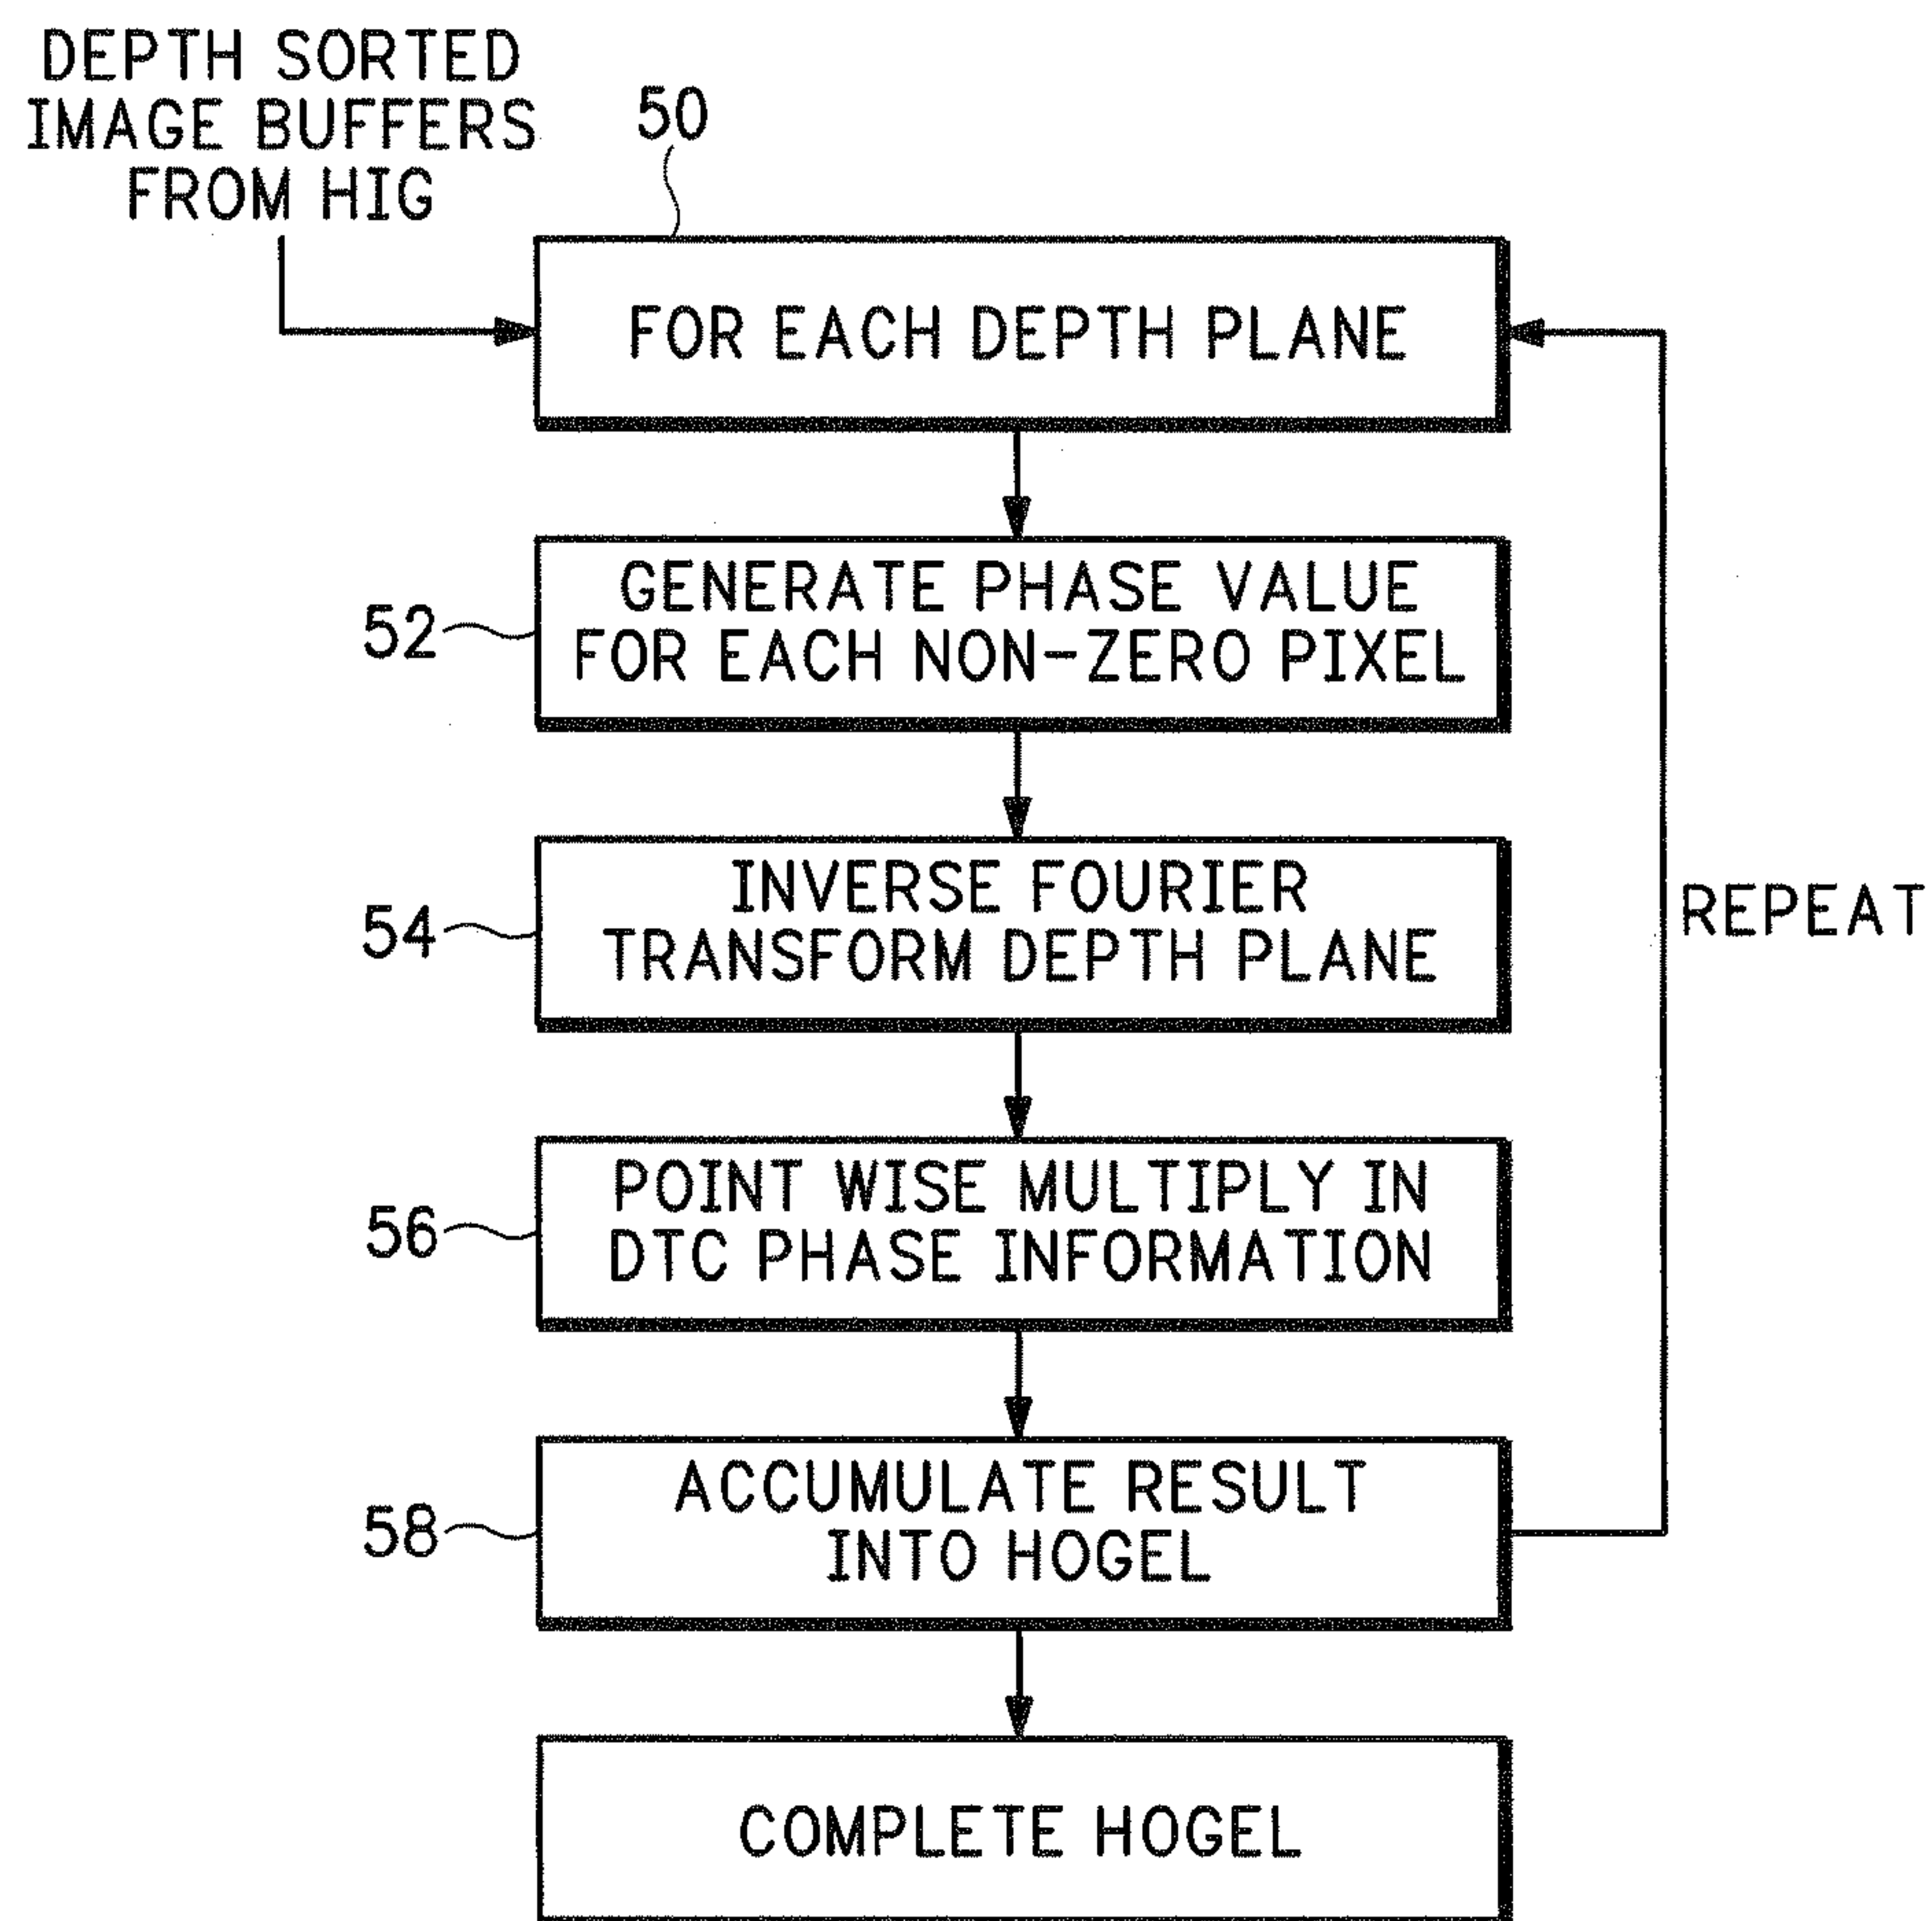 DEPTH SORTED
IMAGE BUFFERS
FROM HIG
50
FOR EACH DEPTH PLANE
52
GENERATE PHASE VALUE
FOR EACH NON-ZERO PIXEL
54
INVERSE FOURIER
TRANSFORM DEPTH PLANE
REPEAT
56
POINT WISE MULTIPLY IN
DTC PHASE INFORMATION
58
ACCUMULATE RESULT
INTO HOGEL
COMPLETE HOGEL